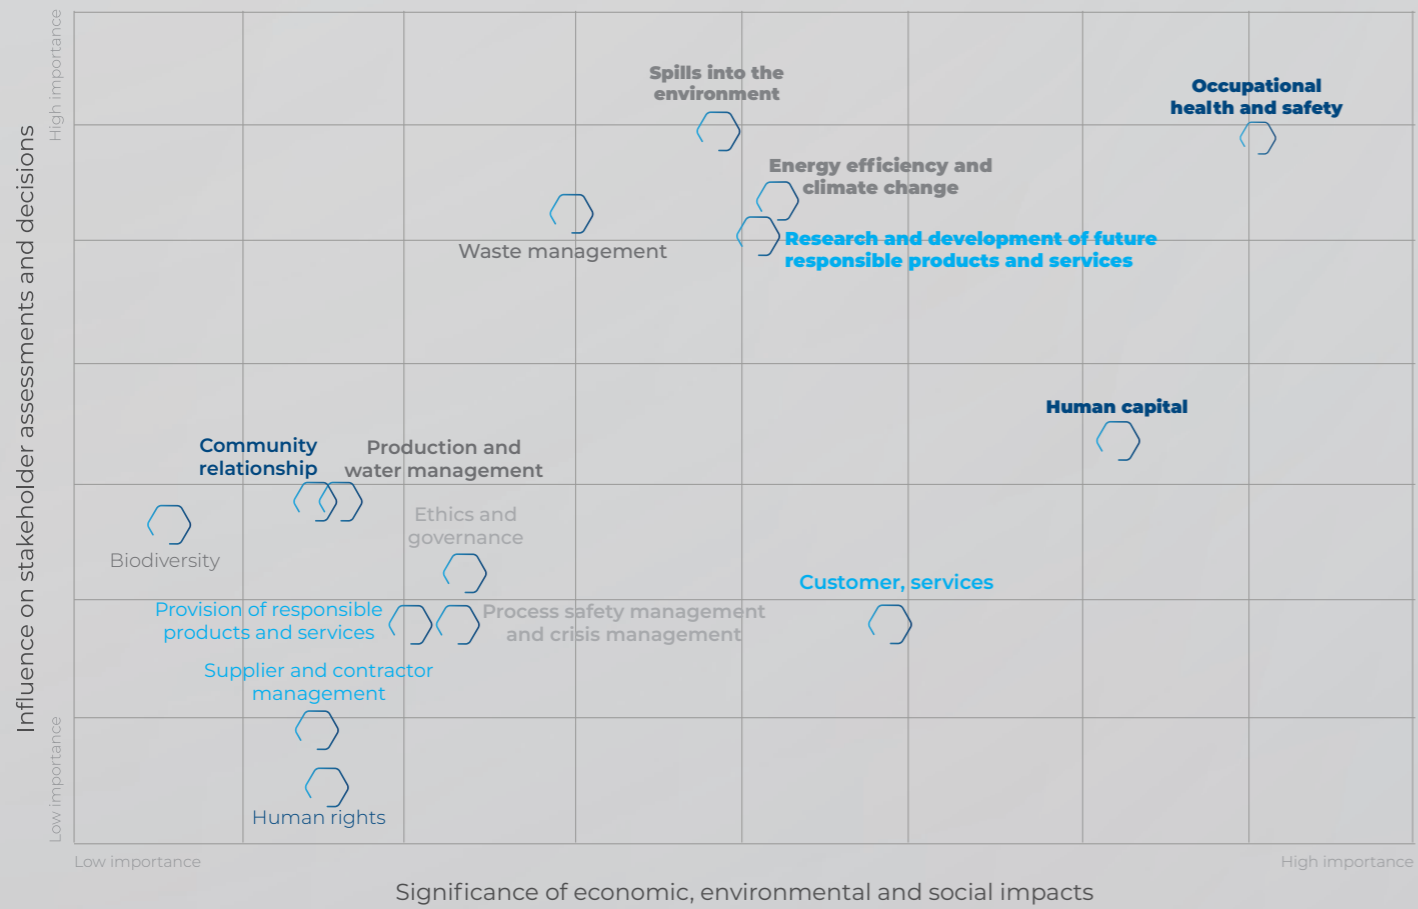 High importance
Influence on stakeholder assessments and decisions
Low importance
Spills into the
environment
Occupational
health and safety
Energy efficiency and
climate change
Waste management
Research and development of future
responsible products and services
Human capital
Community
relationship
Production and
water management
Biodiversity
Ethics and
governance
Customer, services
Provision of responsible
products and services
Process safety management
and crisis management
Supplier and contractor
management
Human rights
Low importance
High importance
Significance of economic, environmental and social impacts